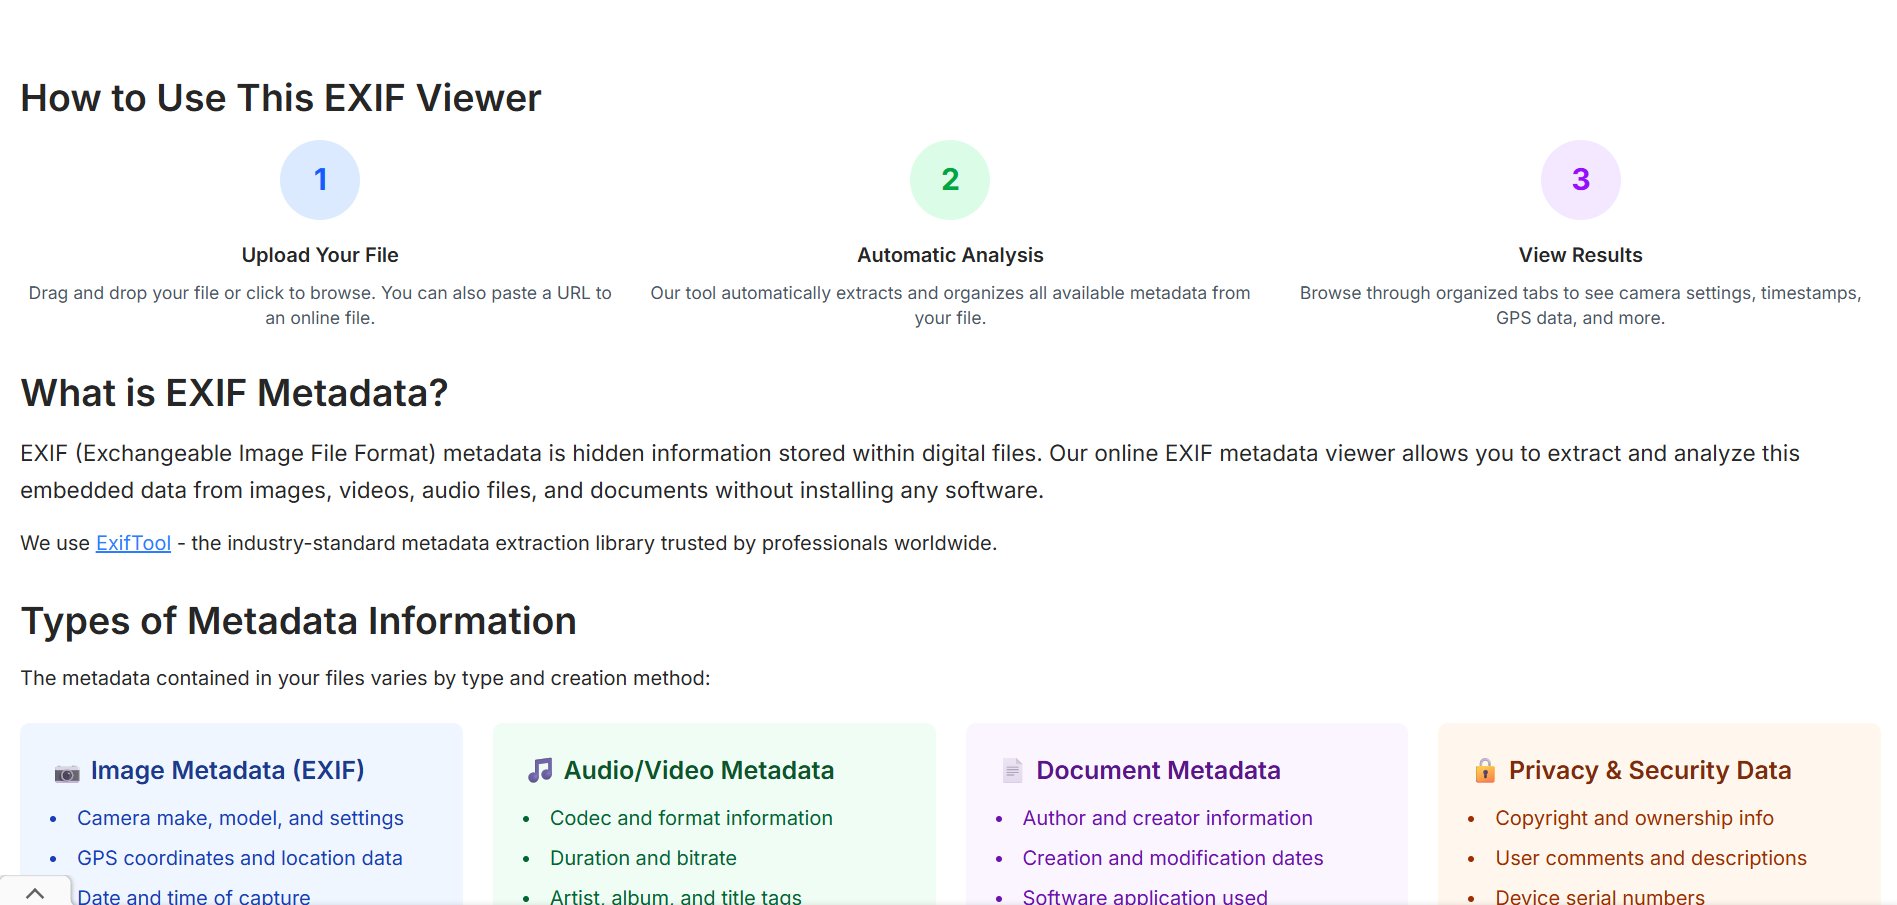 How to Use This EXIF Viewer
1
2
3
Upload Your File
Automatic Analysis
View Results
Drag and drop your file or click to browse. You can also paste a URL to
an online file.
Our tool automatically extracts and organizes all available metadata from
your file.
Browse through organized tabs to see camera settings, timestamps,
GPS data, and more.
What is EXIF Metadata?
EXIF (Exchangeable Image File Format) metadata is hidden information stored within digital files. Our online EXIF metadata viewer allows you to extract and analyze this
embedded data from images, videos, audio files, and documents without installing any software.
We use ExifTool - the industry-standard metadata extraction library trusted by professionals worldwide.
Types of Metadata Information
The metadata contained in your files varies by type and creation method:
Image Metadata (EXIF)
• Camera make, model, and settings
• GPS coordinates and location data
Date and time of capture
Audio/Video Metadata
• Codec and format information
• Duration and bitrate
• Artist, album, and title tags
Document Metadata
• Author and creator information
• Creation and modification dates
• Software application used
Privacy & Security Data
• Copyright and ownership info
• User comments and descriptions
• Device serial numbers